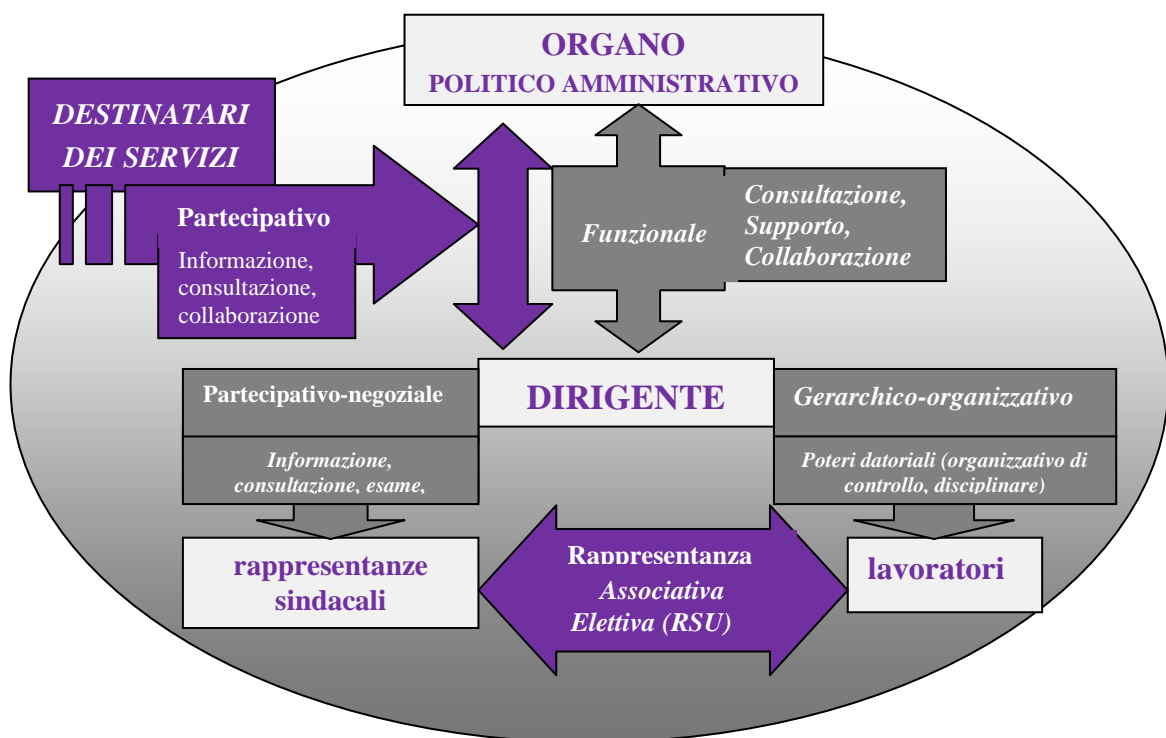 ORGANO
POLITICO AMMINISTRATIVO
DESTINATARI
DEI SERVIZI
Partecipativo
Informazione,
consultazione,
collaborazione
Funzionale
Consultazione,
Supporto,
Collaborazione
Partecipativo-negoziale
DIRIGENTE
Gerarchico-organizzativo
Informazione,
consultazione, esame,
Poteri datoriali (organizzativo di
controllo, disciplinare)
rappresentanze
sindacali
Rappresentanza
Associativa
Elettiva (RSU)
lavoratori